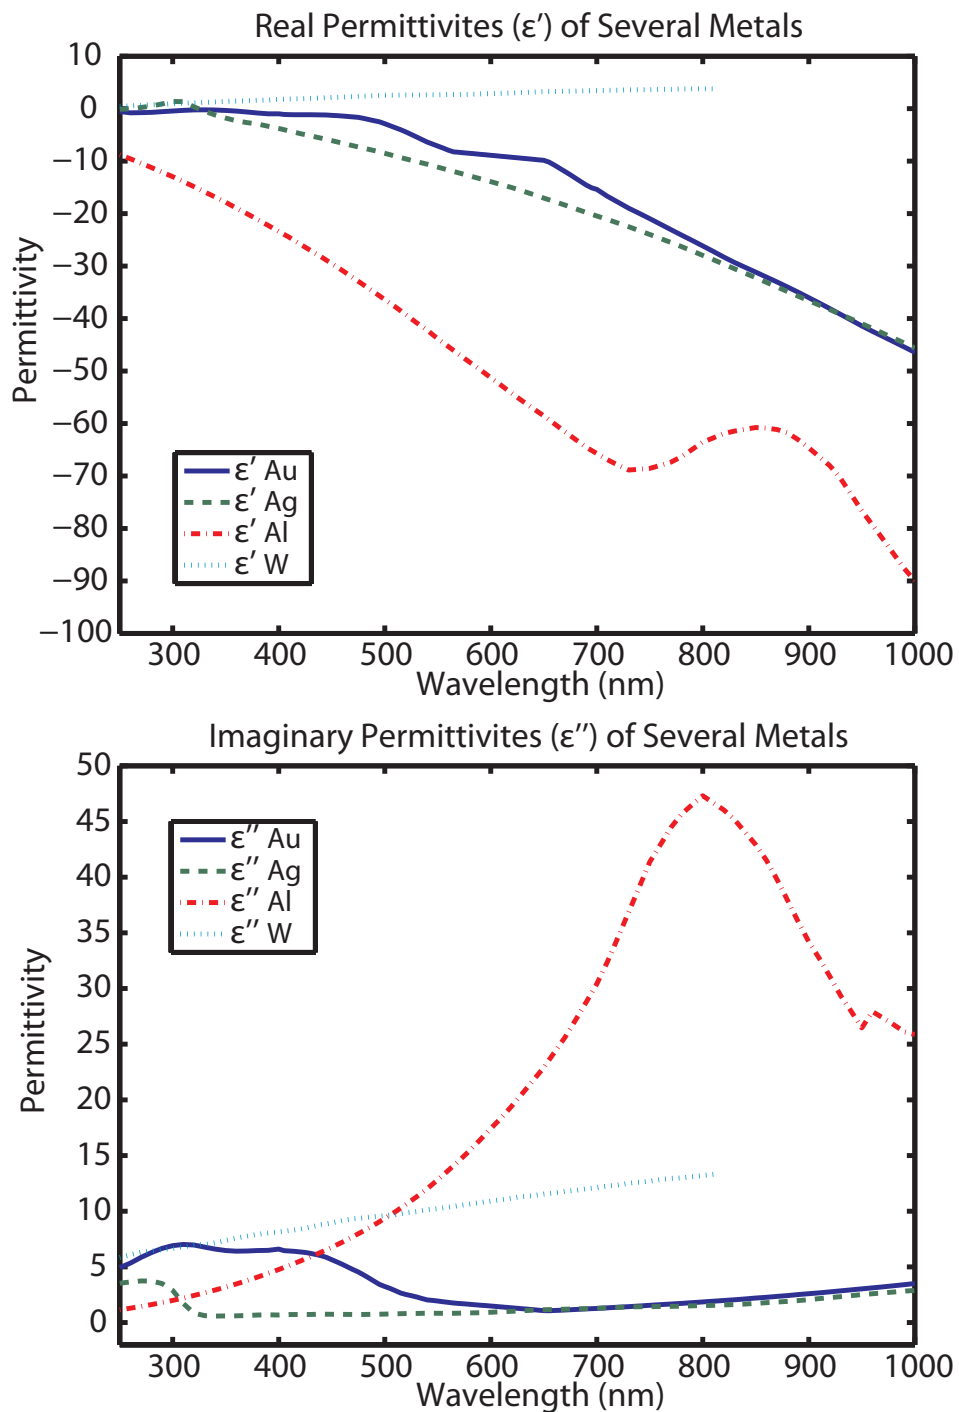 Real Permittivites (ε′) of Several Metals
10
0
−10
−20
−30
−40
−50
−60
−70
−80
−90
−100
Permittivity
ε′ Au
ε′ Ag
ε′ Al
ε′ W
300 400 500 600 700 800 900 1000
Wavelength (nm)
Imaginary Permittivites (ε″) of Several Metals
50
45
40
35
30
25
20
15
10
5
0
Permittivity
ε″ Au
ε″ Ag
ε″ Al
ε″ W
300 400 500 600 700 800 900 1000
Wavelength (nm)